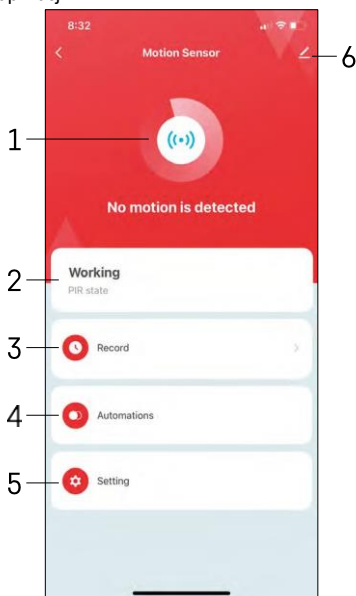 8:32
Motion Sensor
6
1
No motion is detected
2
Working
PIR state
3
Record
4
Automations
5
Setting